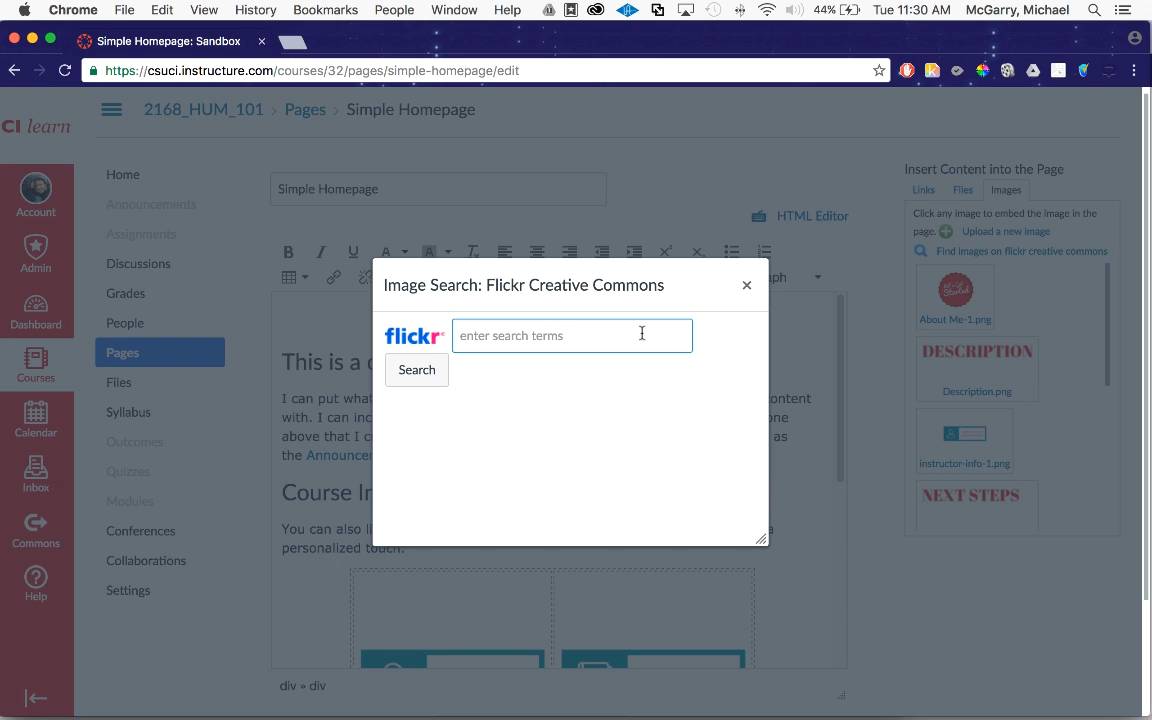 Chrome File Edit View History Bookmarks People Window Help 44% Tue 11:30 AM McGarry, Michael
Simple Homepage: Sandbox
https://csuci.instructure.com/courses/32/pages/simple-homepage/edit
2168_HUM_101 > Pages > Simple Homepage
CI learn
Account
Admin
Dashboard
Courses
Calendar
Inbox
Commons
Help
Home
Announcements
Assignments
Discussions
Grades
People
Pages
Files
Syllabus
Outcomes
Quizzes
Modules
Conferences
Collaborations
Settings
Simple Homepage
HTML Editor
B I U A A
ph
This is a
I can put what
ontent
with. I can inc
one
above that I c
as
the Announcer
Course In
You can also li
a
personalized touch.
div » div
Image Search: Flickr Creative Commons ×
flickr enter search terms
Search
Insert Content into the Page
Links Files Images
Click any image to embed the image in the
page. Upload a new image
Find images on flickr creative commons
Get Started
About Me-1.png
DESCRIPTION
Description.png
instructor-info-1.png
NEXT STEPS